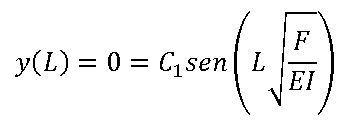 y(L) = 0 = C₁sen(L√(F/EI))